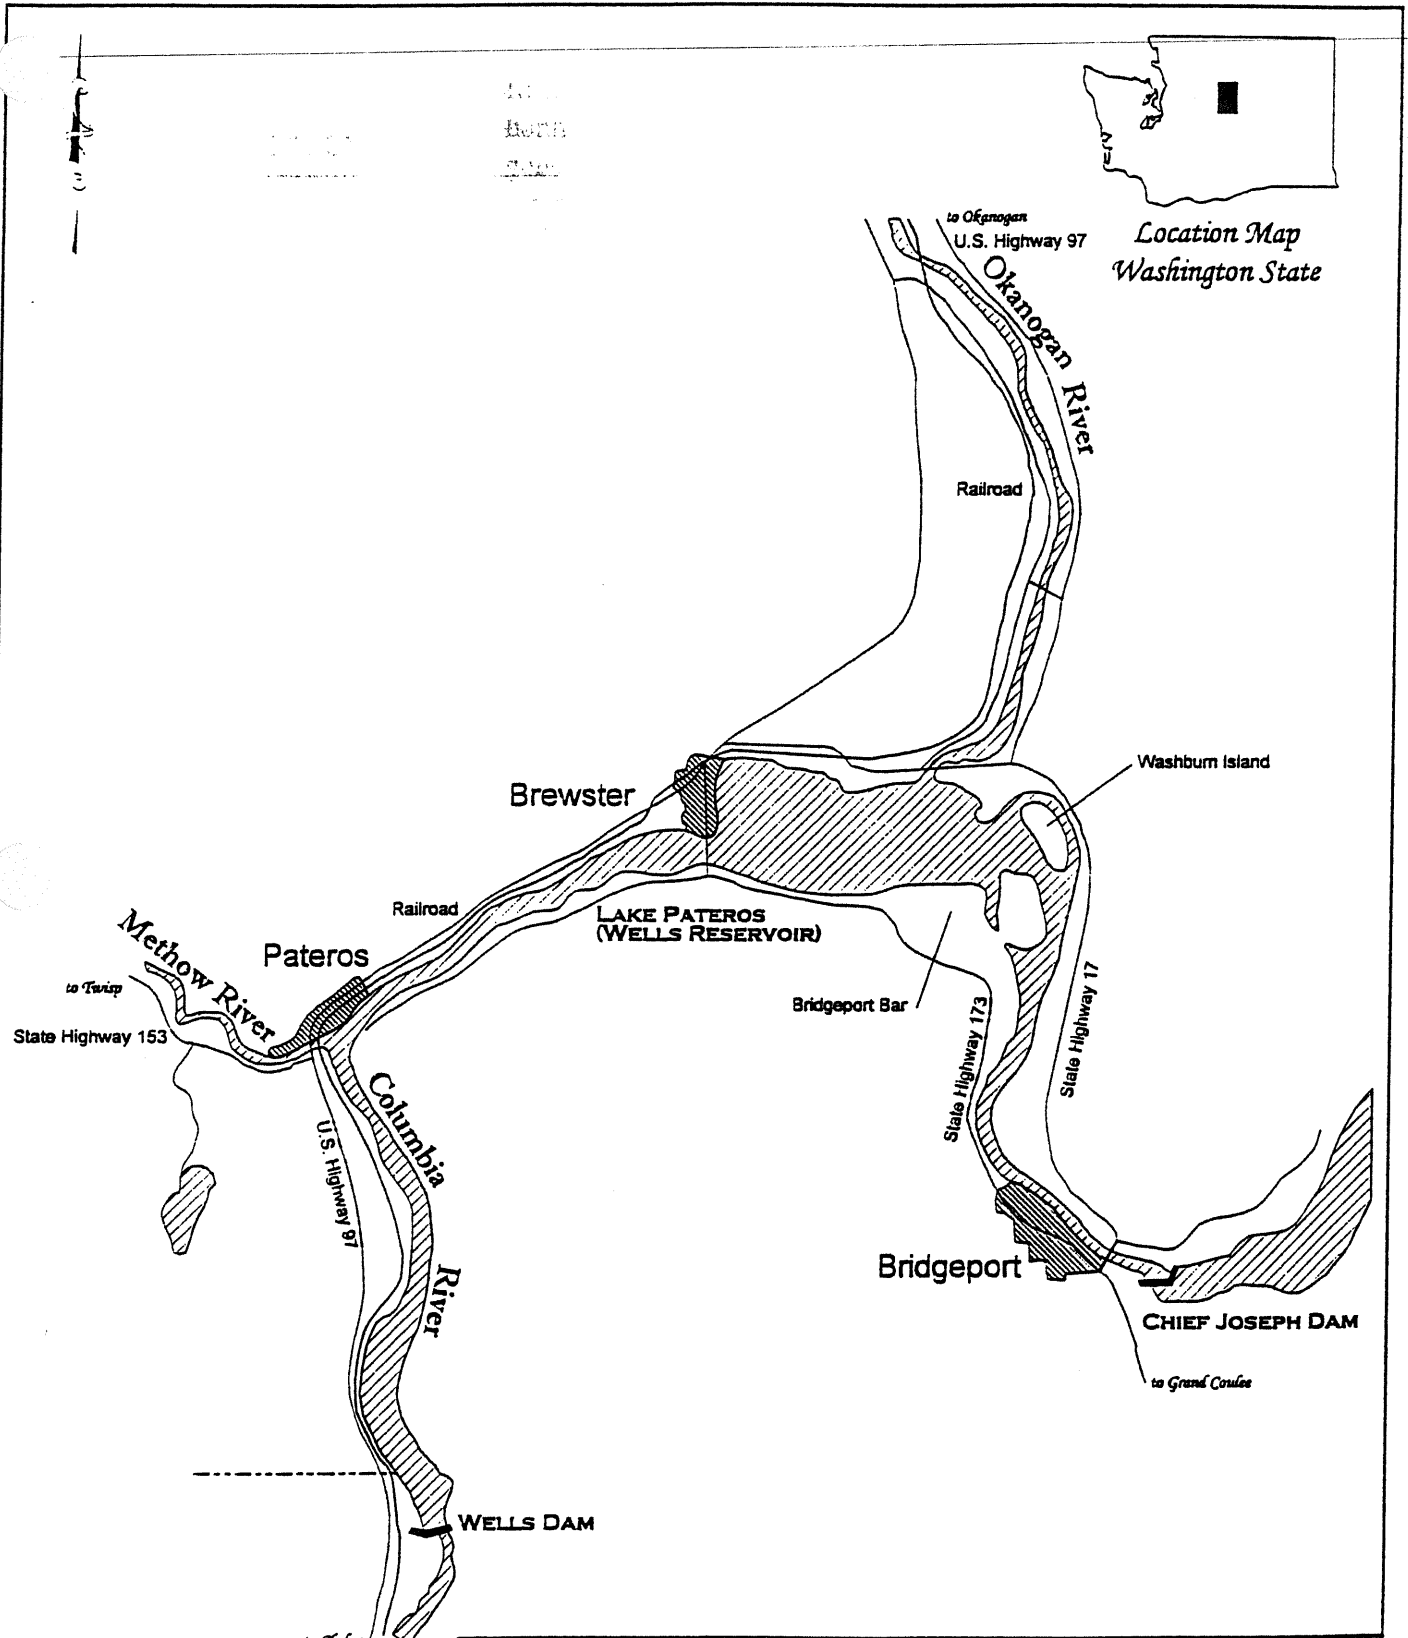 to Okanogan
U.S. Highway 97
Location Map
Washington State
Okanogan River
Railroad
Washburn Island
Brewster
Railroad
LAKE PATEROS
(WELLS RESERVOIR)
Methow River
Pateros
to Twisp
State Highway 153
Bridgeport Bar
State Highway 173
State Highway 17
Columbia River
U.S. Highway 97
Bridgeport
CHIEF JOSEPH DAM
to Grand Coulee
WELLS DAM